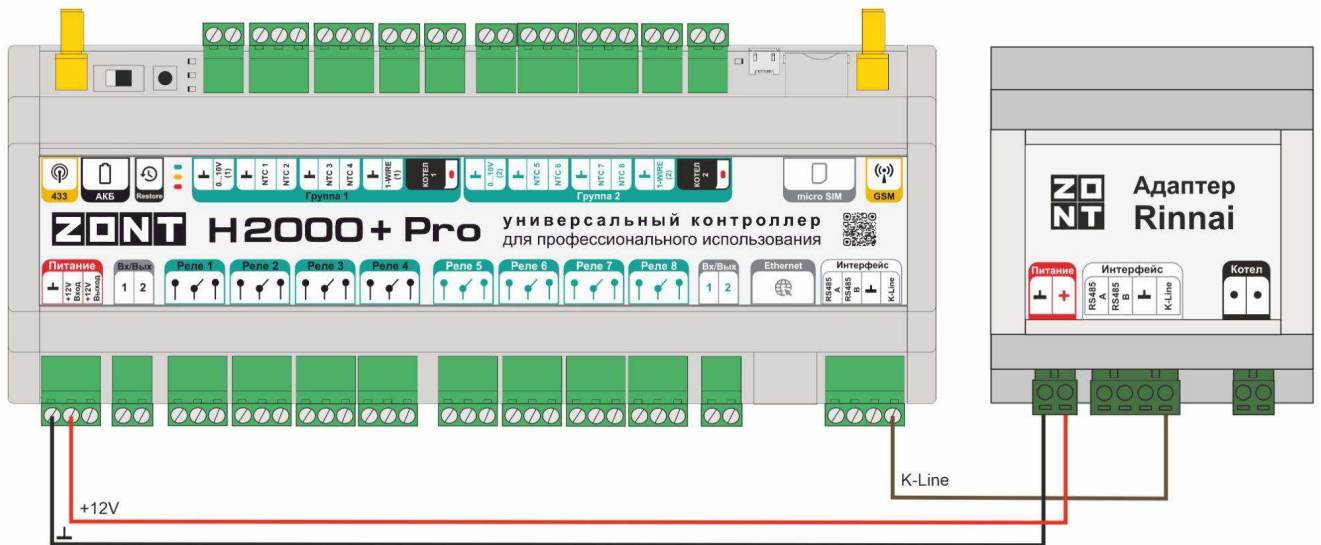 433
АКБ
Restore
0...10V (1)
NTC 1
NTC 2
NTC 3
NTC 4
1-WIRE (1)
КОТЕЛ 1
Группа 1
0...10V (2)
NTC 5
NTC 6
NTC 7
NTC 8
1-WIRE (2)
КОТЕЛ 2
Группа 2
micro SIM
GSM
ZONT H2000+ Pro
универсальный контроллер
для профессионального использования
Питание
+12V Вход
+12V Выход
Вх/Вых
1 2
Реле 1
Реле 2
Реле 3
Реле 4
Реле 5
Реле 6
Реле 7
Реле 8
Вх/Вых
1 2
Ethernet
Интерфейс
RS485 A
RS485 B
K-Line
ZONT
Адаптер
Rinnai
Питание
+
Интерфейс
RS485 A
RS485 B
K-Line
Котел
K-Line
+12V